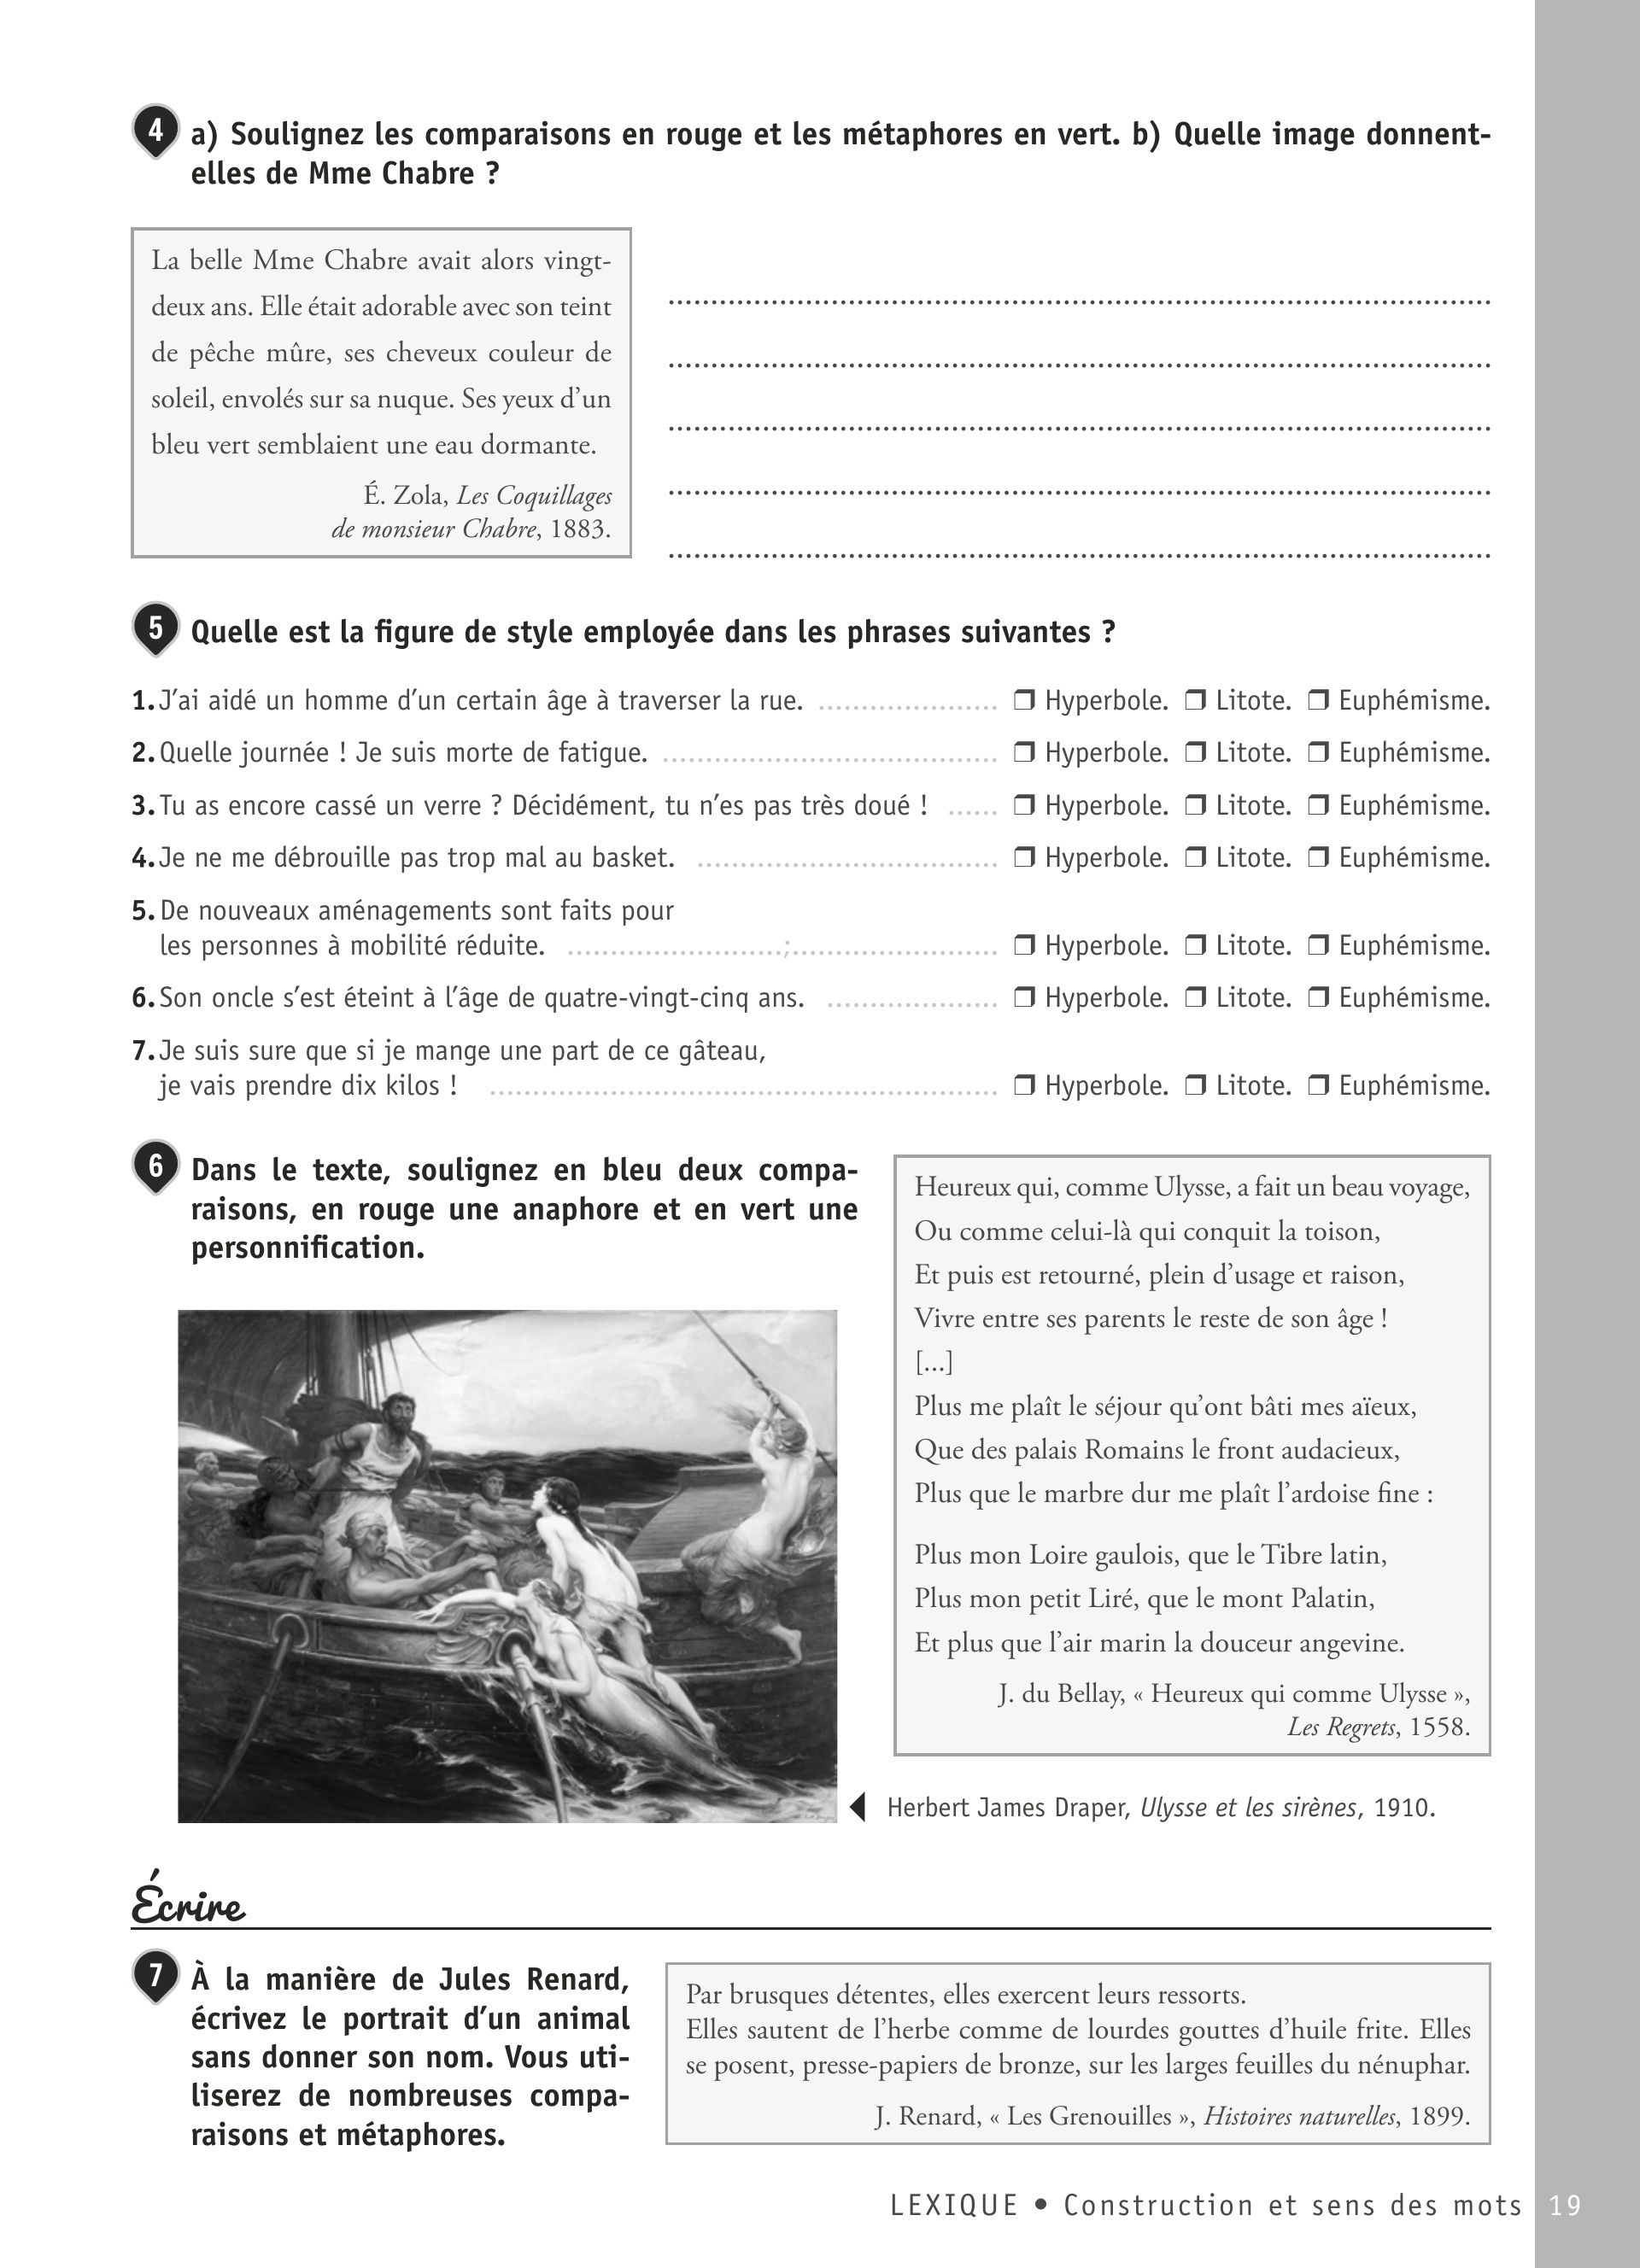 4 a) Soulignez les comparaisons en rouge et les métaphores en vert. b) Quelle image donnent-
elles de Mme Chabre ?
La belle Mme Chabre avait alors vingt-
deux ans. Elle était adorable avec son teint
de pêche mûre, ses cheveux couleur de
soleil, envolés sur sa nuque. Ses yeux d’un
bleu vert semblaient une eau dormante.
É. Zola, Les Coquillages
de monsieur Chabre, 1883.
5 Quelle est la figure de style employée dans les phrases suivantes ?
1. J’ai aidé un homme d’un certain âge à traverser la rue. ..................... ❒ Hyperbole. ❒ Litote. ❒ Euphémisme.
2. Quelle journée ! Je suis morte de fatigue. ....................................... ❒ Hyperbole. ❒ Litote. ❒ Euphémisme.
3. Tu as encore cassé un verre ? Décidément, tu n’es pas très doué ! ...... ❒ Hyperbole. ❒ Litote. ❒ Euphémisme.
4. Je ne me débrouille pas trop mal au basket. ................................... ❒ Hyperbole. ❒ Litote. ❒ Euphémisme.
5. De nouveaux aménagements sont faits pour
les personnes à mobilité réduite. .........................;........................ ❒ Hyperbole. ❒ Litote. ❒ Euphémisme.
6. Son oncle s’est éteint à l’âge de quatre-vingt-cinq ans. .................... ❒ Hyperbole. ❒ Litote. ❒ Euphémisme.
7. Je suis sure que si je mange une part de ce gâteau,
je vais prendre dix kilos ! ........................................................... ❒ Hyperbole. ❒ Litote. ❒ Euphémisme.
6 Dans le texte, soulignez en bleu deux compa-
raisons, en rouge une anaphore et en vert une
personnification.
Heureux qui, comme Ulysse, a fait un beau voyage,
Ou comme celui-là qui conquit la toison,
Et puis est retourné, plein d’usage et raison,
Vivre entre ses parents le reste de son âge !
[...]
Plus me plaît le séjour qu’ont bâti mes aïeux,
Que des palais Romains le front audacieux,
Plus que le marbre dur me plaît l’ardoise fine :
Plus mon Loire gaulois, que le Tibre latin,
Plus mon petit Liré, que le mont Palatin,
Et plus que l’air marin la douceur angevine.
J. du Bellay, « Heureux qui comme Ulysse »,
Les Regrets, 1558.
Herbert James Draper, Ulysse et les sirènes, 1910.
Écrire
7 À la manière de Jules Renard,
écrivez le portrait d’un animal
sans donner son nom. Vous uti-
liserez de nombreuses compa-
raisons et métaphores.
Par brusques détentes, elles exercent leurs ressorts.
Elles sautent de l’herbe comme de lourdes gouttes d’huile frite. Elles
se posent, presse-papiers de bronze, sur les larges feuilles du nénuphar.
J. Renard, « Les Grenouilles », Histoires naturelles, 1899.
LEXIQUE • Construction et sens des mots 19